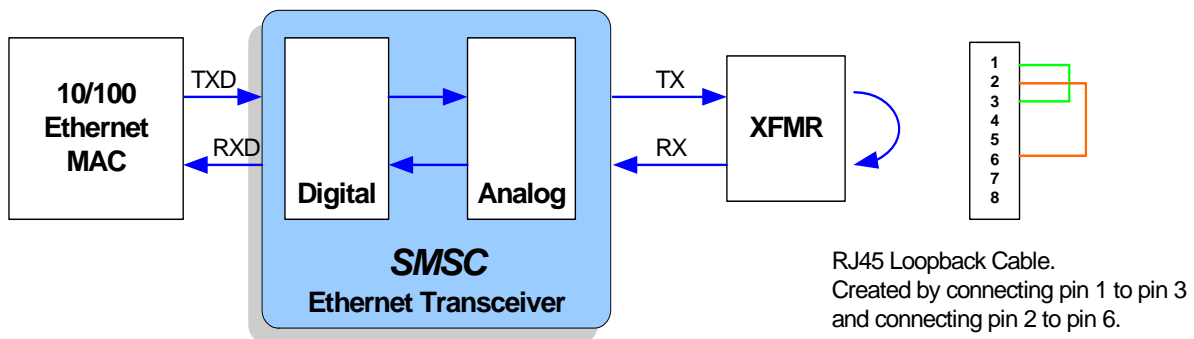 10/100
Ethernet
MAC
TXD
RXD
Digital
Analog
SMSC
Ethernet Transceiver
TX
RX
XFMR
1
2
3
4
5
6
7
8
RJ45 Loopback Cable.
Created by connecting pin 1 to pin 3
and connecting pin 2 to pin 6.